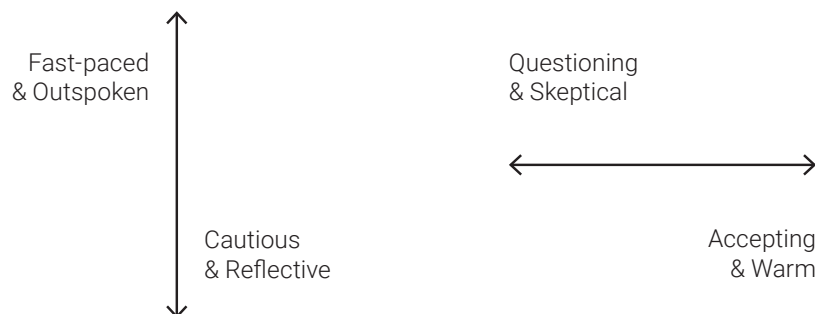 Fast-paced
& Outspoken
Questioning
& Skeptical
Cautious
& Reflective
Accepting
& Warm